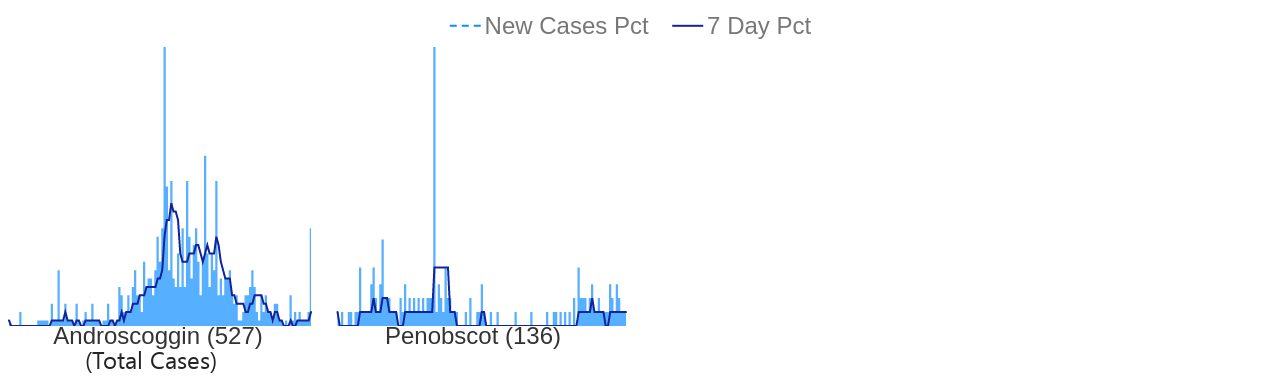 New Cases Pct 7 Day Pct
Androscoggin (527) Penobscot (136)
(Total Cases)